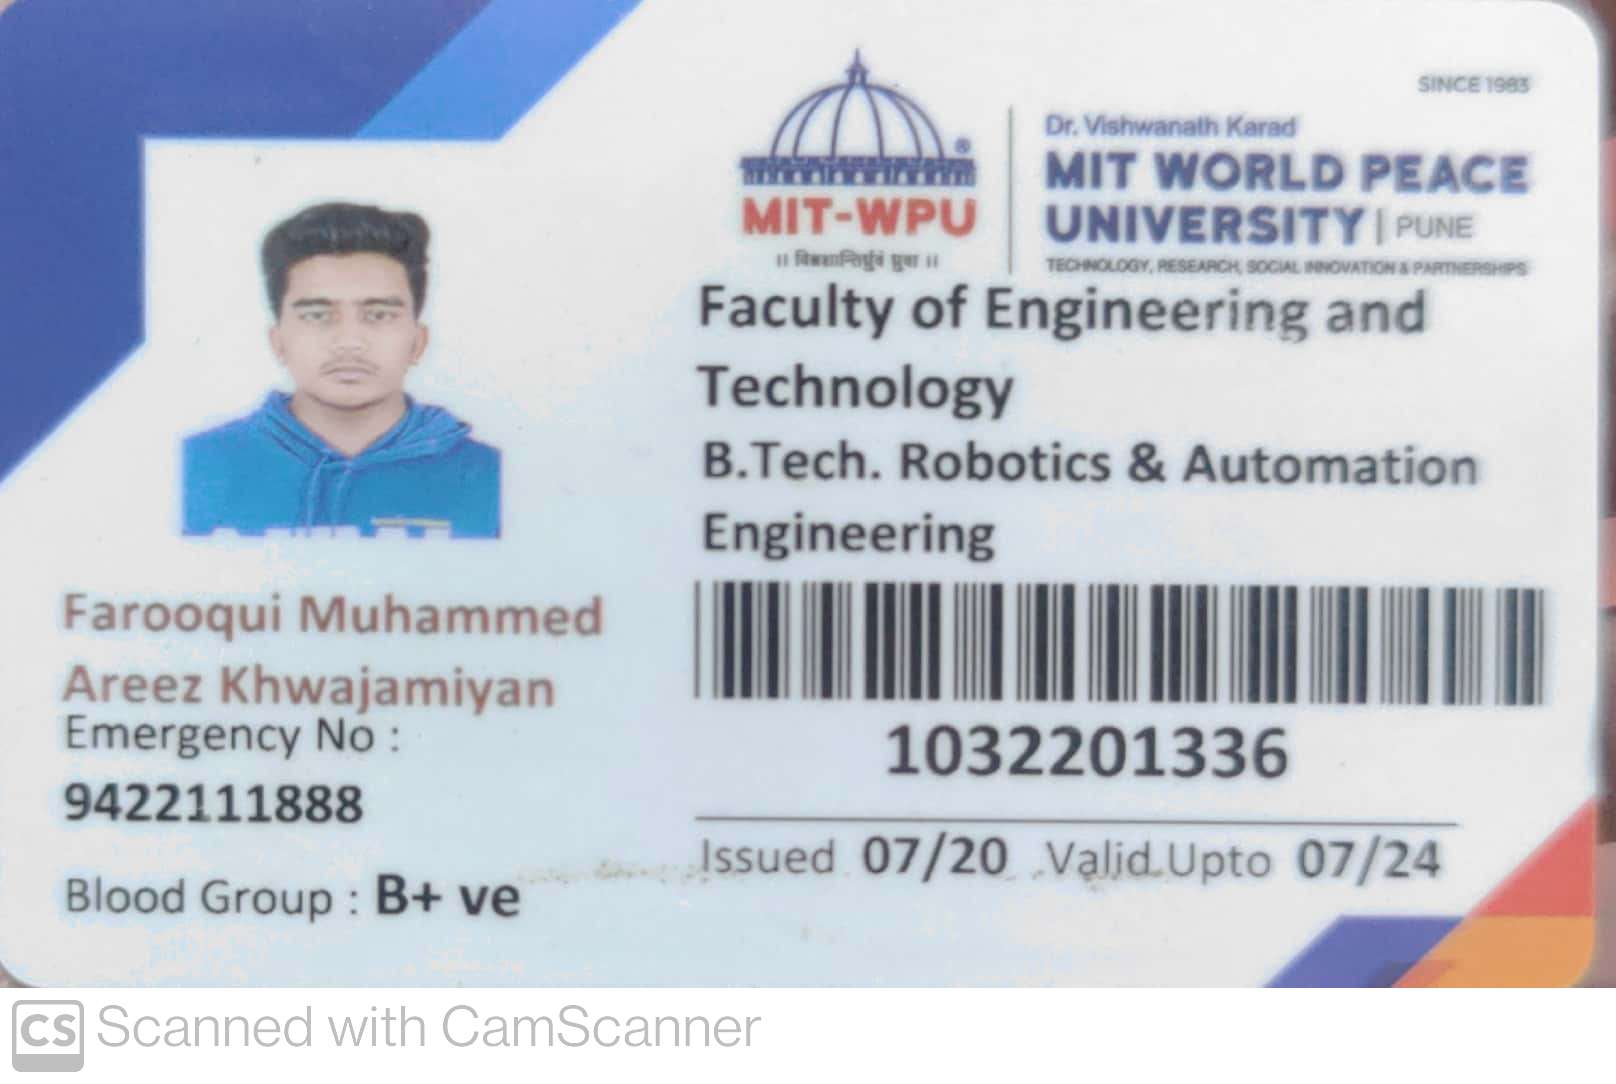 SINCE 1983
Dr. Vishwanath Karad
MIT WORLD PEACE
UNIVERSITY | PUNE
TECHNOLOGY, RESEARCH, SOCIAL INNOVATION & PARTNERSHIPS
MIT-WPU®
॥ विश्वशान्तिर्ध्रुवं ध्रुवा ॥
Faculty of Engineering and
Technology
B.Tech. Robotics & Automation
Engineering
1032201336
Issued 07/20 Valid Upto 07/24
Farooqui Muhammed
Areez Khwajamiyan
Emergency No :
9422111888
Blood Group : B+ ve
CS Scanned with CamScanner